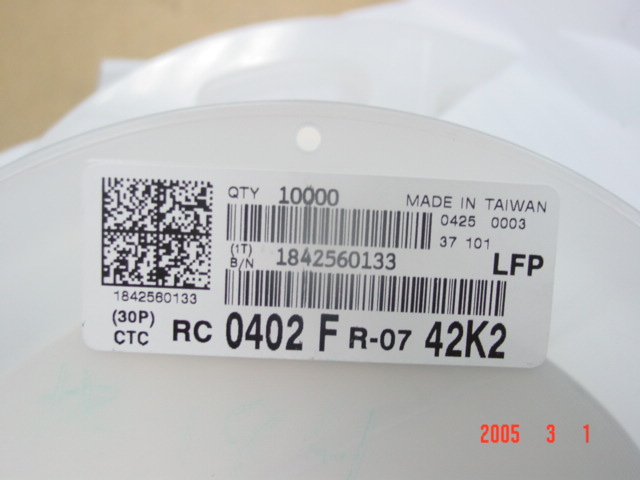 QTY 10000 MADE IN TAIWAN
0425 0003
37 101
(1T)
B/N 1842560133 LFP
1842560133
(30P)
CTC RC 0402 F R-07 42K2
2005 3 1